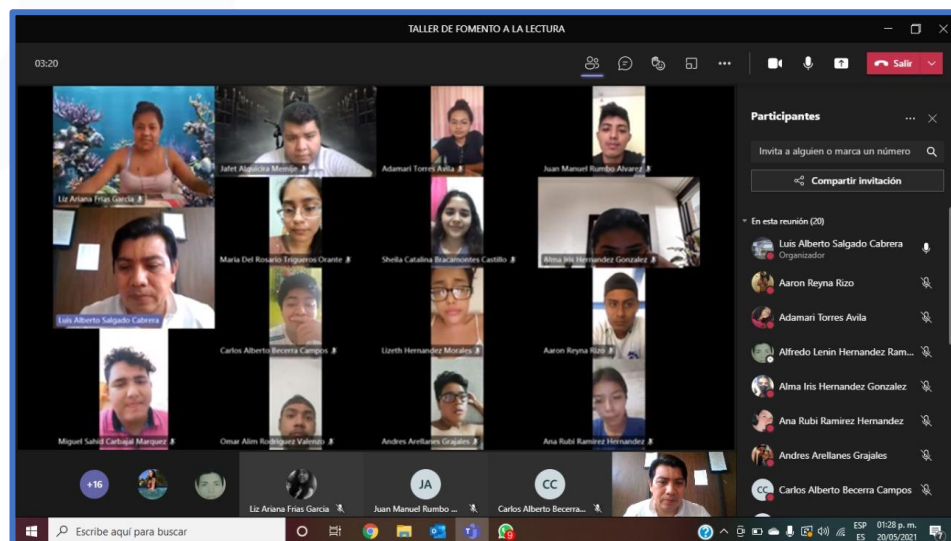 TALLER DE FOMENTO A LA LECTURA
03:20
Salir
Liz Ariana Frias Garcia
Jafet Alquicira Memije
Adamari Torres Avila
Juan Manuel Rumbo Alvarez
Luis Alberto Salgado Cabrera
Maria Del Rosario Trigueros Orante
Sheila Catalina Bracamontes Castillo
Alma Iris Hernandez Gonzalez
Carlos Alberto Becerra Campos
Lizeth Hernandez Morales
Aaron Reyna Rizo
Miguel Sahid Carbajal Marquez
Omar Alim Rodriguez Valenzo
Andres Arellanes Grajales
Ana Rubi Ramirez Hernandez
+16
Liz Ariana Frias Garcia
JA
Juan Manuel Rumbo ...
CC
Carlos Alberto Becerra...
Participantes
Invita a alguien o marca un número
Compartir invitación
En esta reunión (20)
Luis Alberto Salgado Cabrera
Organizador
Aaron Reyna Rizo
Adamari Torres Avila
Alfredo Lenin Hernandez Ram...
Alma Iris Hernandez Gonzalez
Ana Rubi Ramirez Hernandez
Andres Arellanes Grajales
CC Carlos Alberto Becerra Campos
Escribe aquí para buscar
ESP
ES
01:28 p. m.
20/05/2021